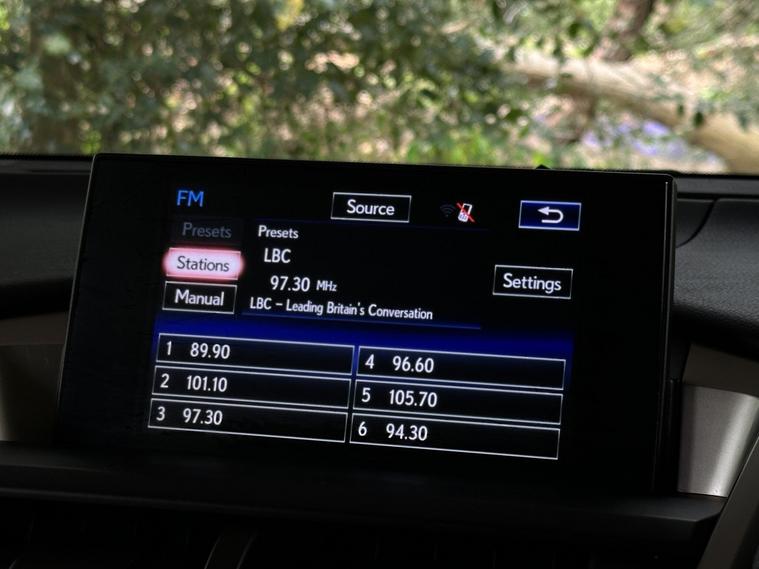 FM
Source
Presets
Presets
Stations
LBC
97.30 MHz
Settings
Manual
LBC - Leading Britain's Conversation
1 89.90
4 96.60
2 101.10
5 105.70
3 97.30
6 94.30